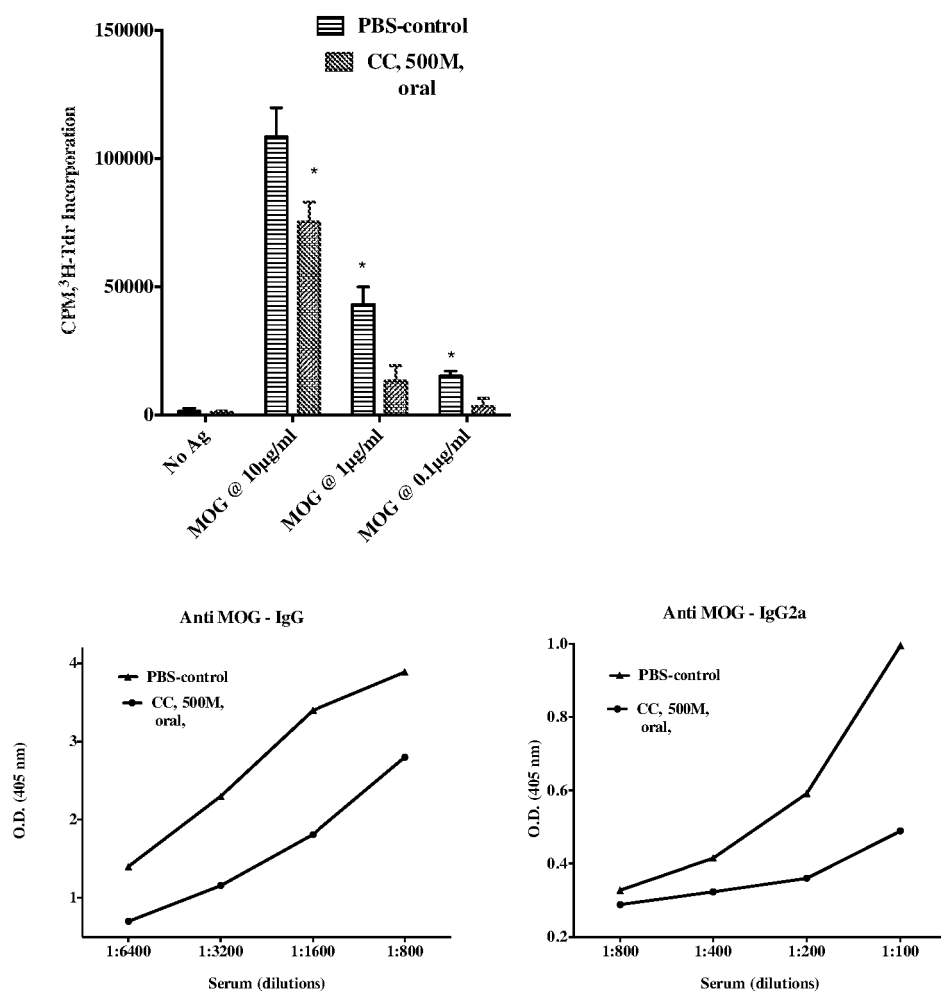 150000
100000
50000
0
CPM,³H-Tdr Incorporation
PBS-control
CC, 500M,
oral
*
*
*
No Ag
MOG @ 10μg/ml
MOG @ 1μg/ml
MOG @ 0.1μg/ml
Anti MOG - IgG
4
3
2
1
O.D. (405 nm)
PBS-control
CC, 500M,
oral,
1:6400
1:3200
1:1600
1:800
Serum (dilutions)
Anti MOG - IgG2a
1.0
0.8
0.6
0.4
0.2
O.D. (405 nm)
PBS-control
CC, 500M,
oral,
1:800
1:400
1:200
1:100
Serum (dilutions)